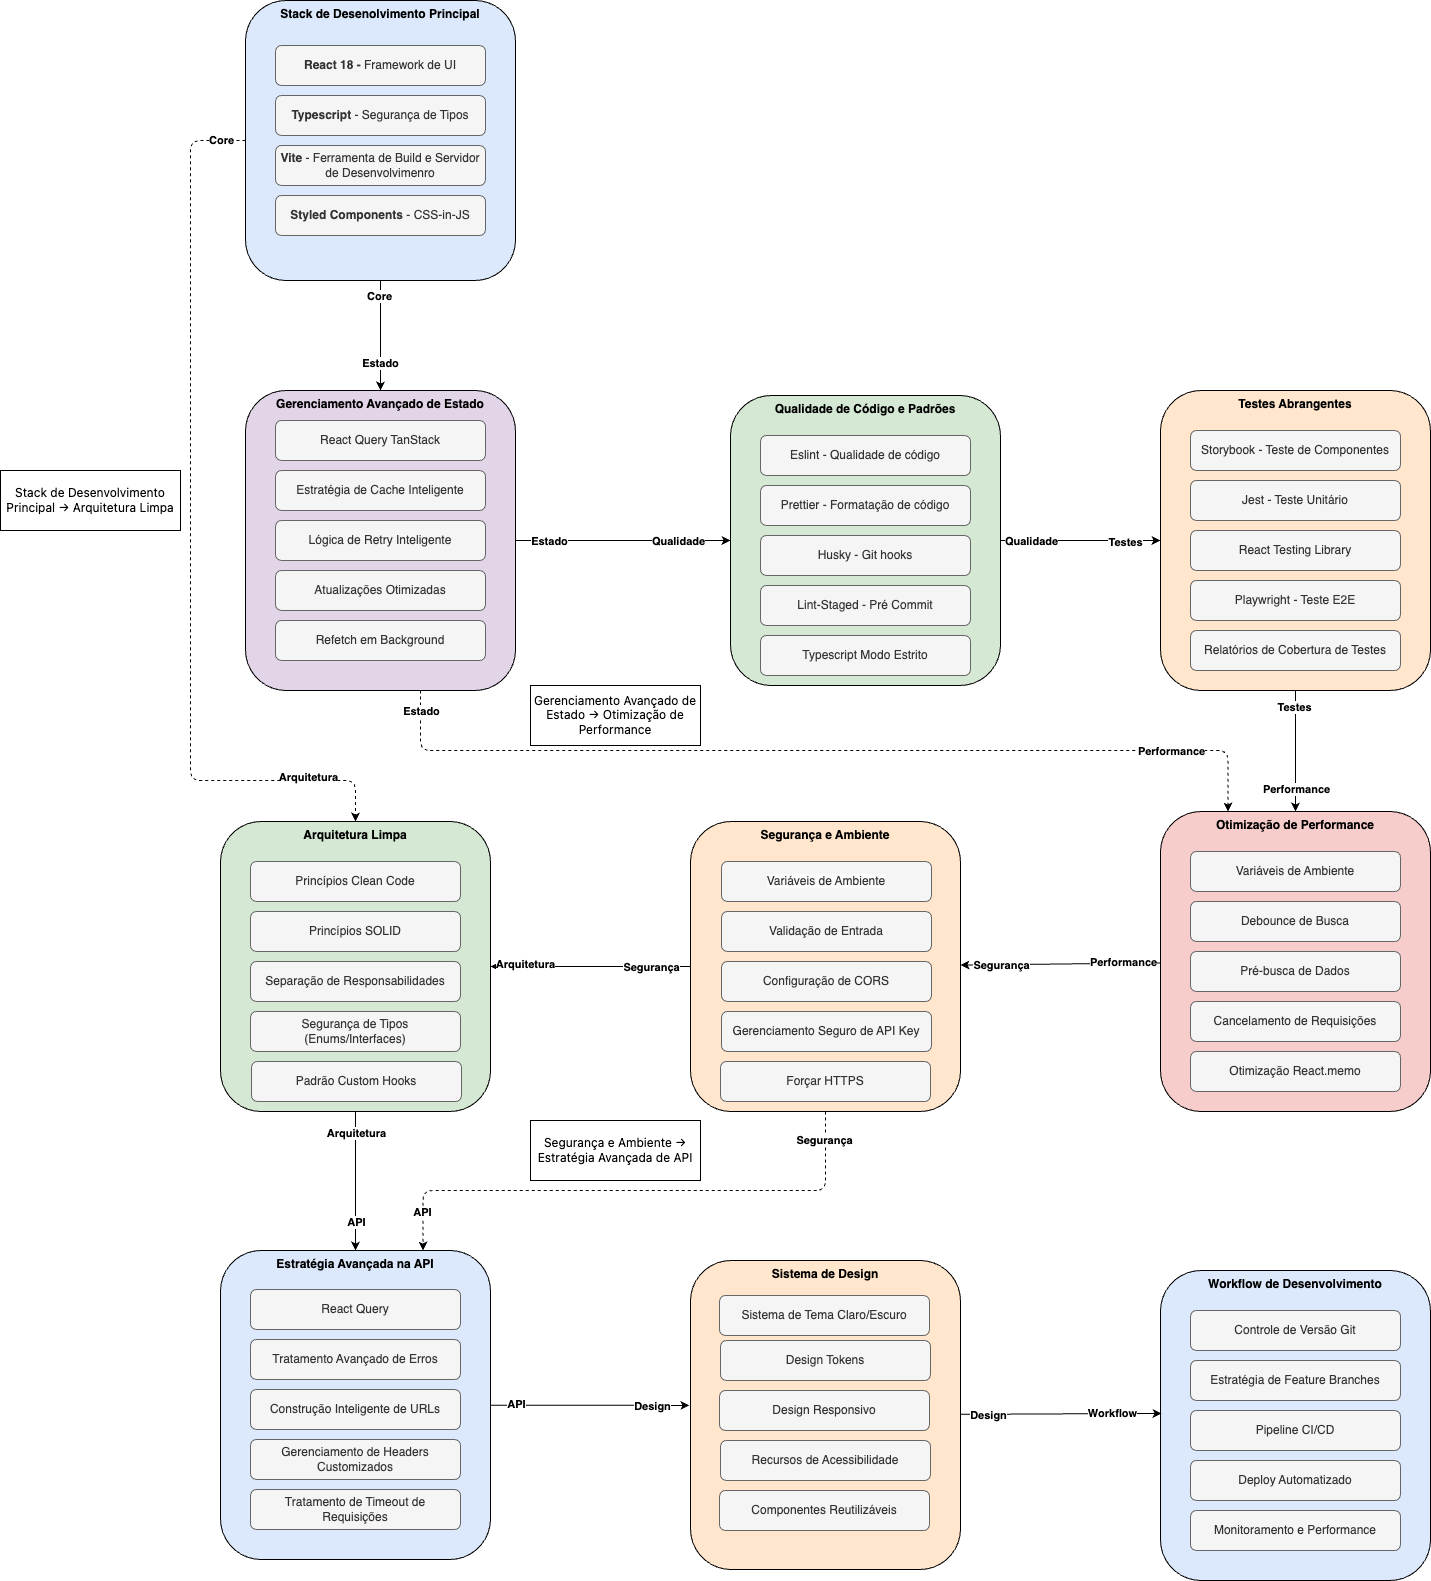 Stack de Desenolvimento Principal
React 18 - Framework de UI
Typescript - Segurança de Tipos
Vite - Ferramenta de Build e Servidor
de Desenvolvimenro
Styled Components - CSS-in-JS
Core
Core
Estado
Gerenciamento Avançado de Estado
React Query TanStack
Estratégia de Cache Inteligente
Lógica de Retry Inteligente
Atualizações Otimizadas
Refetch em Background
Estado
Qualidade
Qualidade de Código e Padrões
Eslint - Qualidade de código
Prettier - Formatação de código
Husky - Git hooks
Lint-Staged - Pré Commit
Typescript Modo Estrito
Qualidade
Testes
Testes Abrangentes
Storybook - Teste de Componentes
Jest - Teste Unitário
React Testing Library
Playwright - Teste E2E
Relatórios de Cobertura de Testes
Stack de Desenvolvimento
Principal → Arquitetura Limpa
Estado
Gerenciamento Avançado de
Estado → Otimização de
Performance
Performance
Testes
Performance
Arquitetura
Arquitetura Limpa
Princípios Clean Code
Princípios SOLID
Separação de Responsabilidades
Segurança de Tipos
(Enums/Interfaces)
Padrão Custom Hooks
Arquitetura
Segurança
Segurança e Ambiente
Variáveis de Ambiente
Validação de Entrada
Configuração de CORS
Gerenciamento Seguro de API Key
Forçar HTTPS
Segurança
Performance
Otimização de Performance
Variáveis de Ambiente
Debounce de Busca
Pré-busca de Dados
Cancelamento de Requisições
Otimização React.memo
Arquitetura
API
Segurança e Ambiente →
Estratégia Avançada de API
Segurança
API
Estratégia Avançada na API
React Query
Tratamento Avançado de Erros
Construção Inteligente de URLs
Gerenciamento de Headers
Customizados
Tratamento de Timeout de
Requisições
API
Design
Sistema de Design
Sistema de Tema Claro/Escuro
Design Tokens
Design Responsivo
Recursos de Acessibilidade
Componentes Reutilizáveis
Design
Workflow
Workflow de Desenvolvimento
Controle de Versão Git
Estratégia de Feature Branches
Pipeline CI/CD
Deploy Automatizado
Monitoramento e Performance